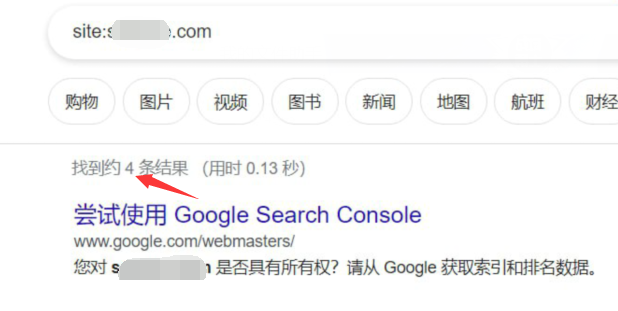 site:s.com
购物 图片 视频 图书 新闻 地图 航班 财经
找到约 4 条结果 （用时 0.13 秒）
尝试使用 Google Search Console
www.google.com/webmasters/
您对 s 是否具有所有权？请从 Google 获取索引和排名数据。